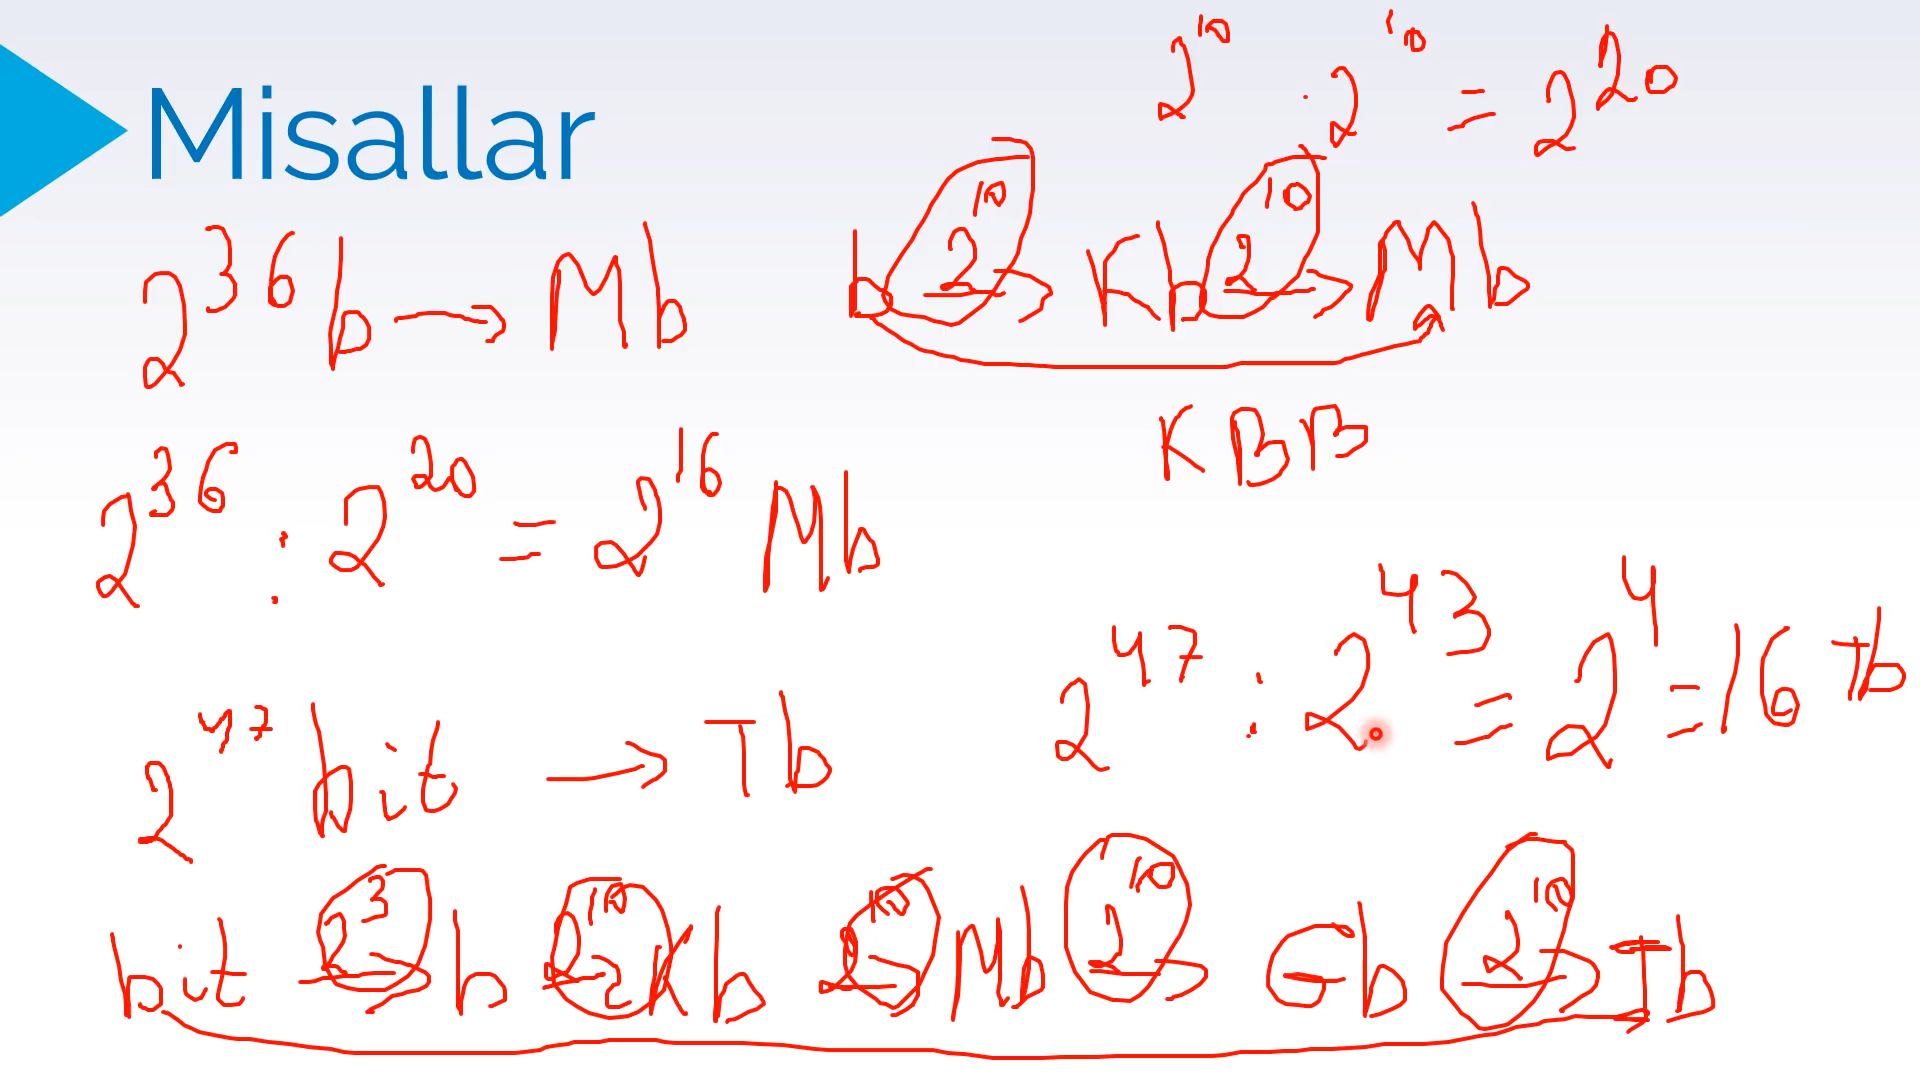 Misallar
2^10 · 2^10 = 2^20
2^36 b → Mb
b 2^10 → Kb 2^10 → Mb
KBB
2^36 : 2^20 = 2^16 Mb
2^47 : 2^43 = 2^4 = 16 Tb
2^47 bit → Tb
bit 2^3 → b 2^10 → Kb 2^10 → Mb 2^10 → Gb 2^10 → Tb